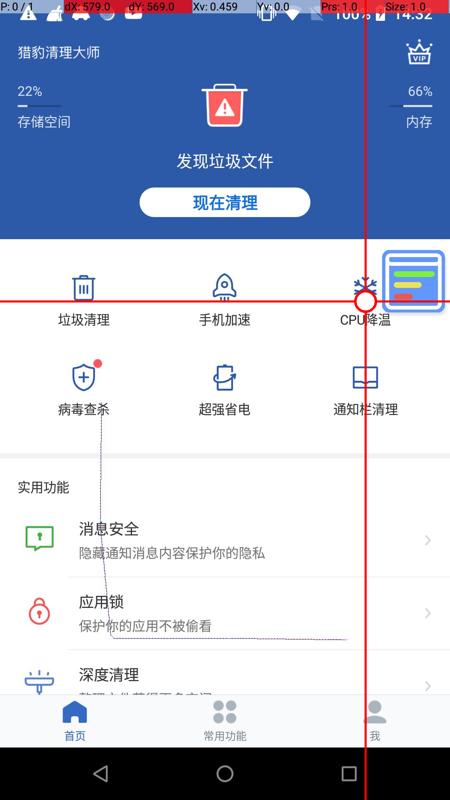 P: 0 / 1 dX: 579.0 dY: 569.0 Xv: 0.459 Yv: 0.0 Prs: 1.0 Size: 1.0
100% 14:32
猎豹清理大师
VIP
22%
66%
存储空间
内存
发现垃圾文件
现在清理
垃圾清理
手机加速
CPU降温
病毒查杀
超强省电
通知栏清理
实用功能
消息安全
隐藏通知消息内容保护你的隐私
应用锁
保护你的应用不被偷看
深度清理
首页
常用功能
我